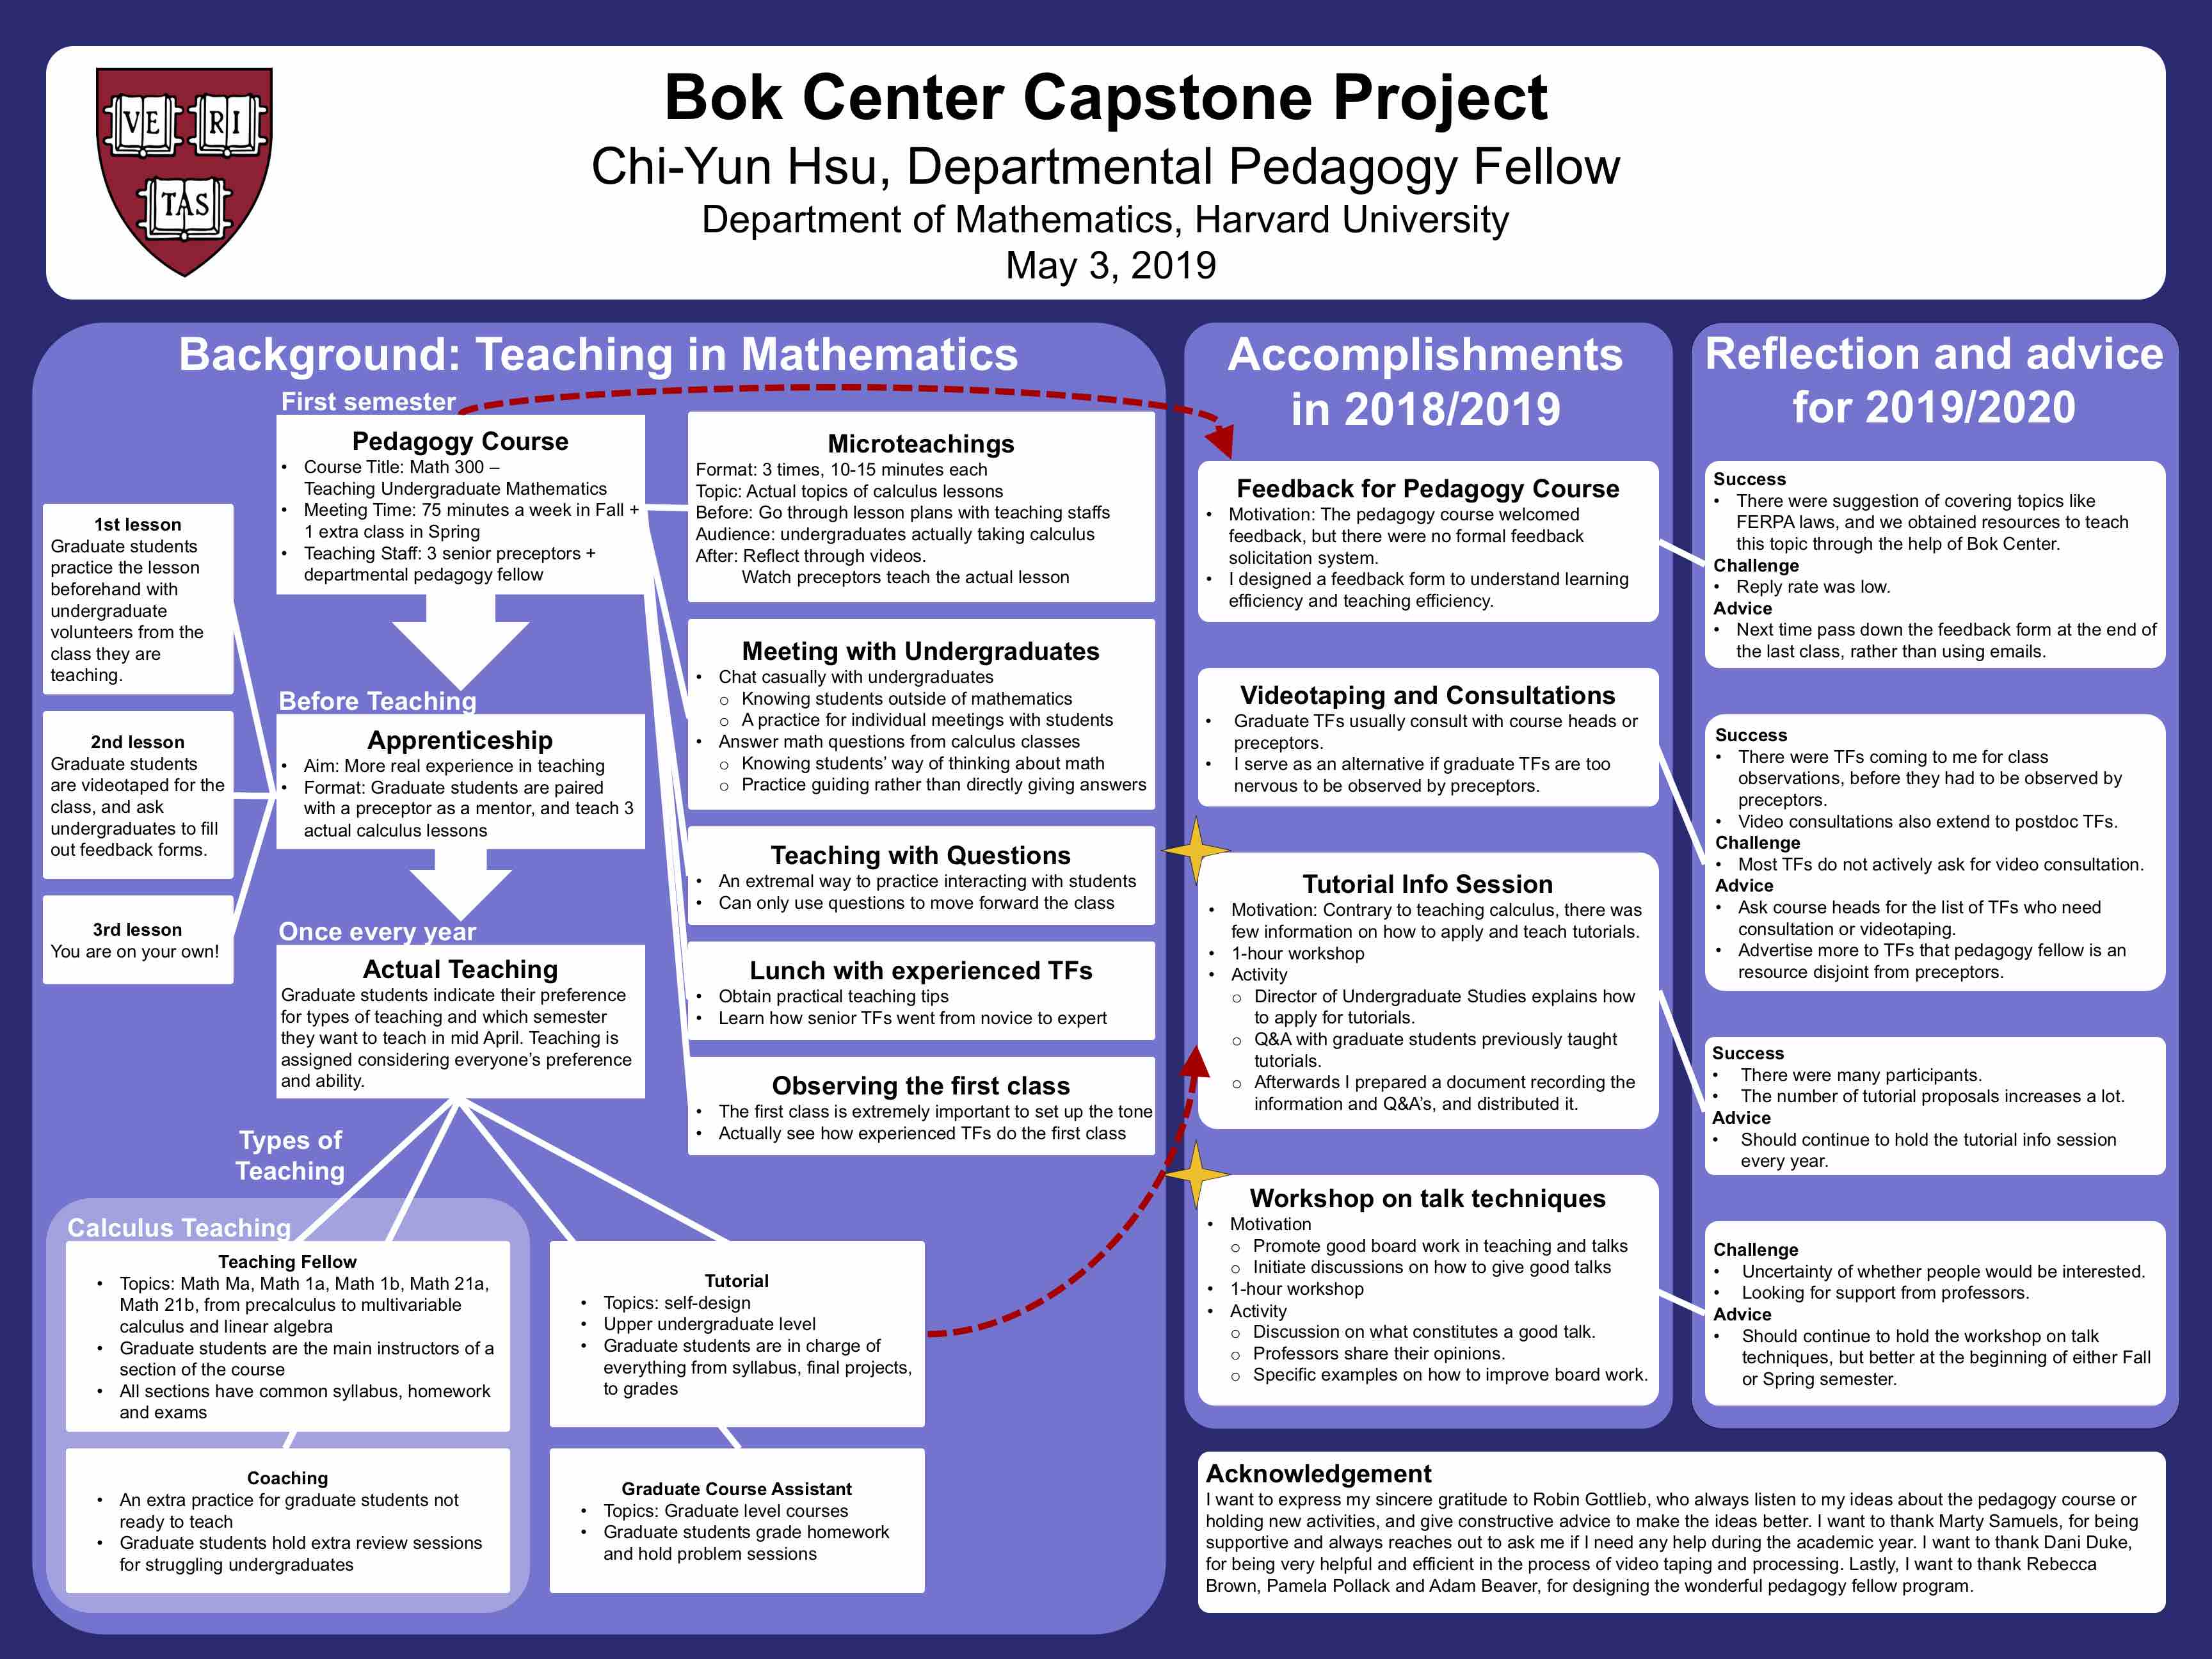 VE RI
TAS
Bok Center Capstone Project
Chi-Yun Hsu, Departmental Pedagogy Fellow
Department of Mathematics, Harvard University
May 3, 2019
Background: Teaching in Mathematics
First semester
Pedagogy Course
• Course Title: Math 300 –
Teaching Undergraduate Mathematics
• Meeting Time: 75 minutes a week in Fall +
1 extra class in Spring
• Teaching Staff: 3 senior preceptors +
departmental pedagogy fellow
1st lesson
Graduate students
practice the lesson
beforehand with
undergraduate
volunteers from the
class they are
teaching.
2nd lesson
Graduate students
are videotaped for the
class, and ask
undergraduates to fill
out feedback forms.
3rd lesson
You are on your own!
Before Teaching
Apprenticeship
• Aim: More real experience in teaching
• Format: Graduate students are paired
with a preceptor as a mentor, and teach 3
actual calculus lessons
Once every year
Actual Teaching
Graduate students indicate their preference
for types of teaching and which semester
they want to teach in mid April. Teaching is
assigned considering everyone's preference
and ability.
Microteachings
Format: 3 times, 10-15 minutes each
Topic: Actual topics of calculus lessons
Before: Go through lesson plans with teaching staffs
Audience: undergraduates actually taking calculus
After: Reflect through videos.
Watch preceptors teach the actual lesson
Meeting with Undergraduates
• Chat casually with undergraduates
o Knowing students outside of mathematics
o A practice for individual meetings with students
• Answer math questions from calculus classes
o Knowing students' way of thinking about math
o Practice guiding rather than directly giving answers
Teaching with Questions
• An extremal way to practice interacting with students
• Can only use questions to move forward the class
Lunch with experienced TFs
• Obtain practical teaching tips
• Learn how senior TFs went from novice to expert
Observing the first class
• The first class is extremely important to set up the tone
• Actually see how experienced TFs do the first class
Types of
Teaching
Calculus Teaching
Teaching Fellow
• Topics: Math Ma, Math 1a, Math 1b, Math 21a,
Math 21b, from precalculus to multivariable
calculus and linear algebra
• Graduate students are the main instructors of a
section of the course
• All sections have common syllabus, homework
and exams
Coaching
• An extra practice for graduate students not
ready to teach
• Graduate students hold extra review sessions
for struggling undergraduates
Tutorial
• Topics: self-design
• Upper undergraduate level
• Graduate students are in charge of
everything from syllabus, final projects,
to grades
Graduate Course Assistant
• Topics: Graduate level courses
• Graduate students grade homework
and hold problem sessions
Accomplishments
in 2018/2019
Feedback for Pedagogy Course
• Motivation: The pedagogy course welcomed
feedback, but there were no formal feedback
solicitation system.
• I designed a feedback form to understand learning
efficiency and teaching efficiency.
Videotaping and Consultations
• Graduate TFs usually consult with course heads or
preceptors.
• I serve as an alternative if graduate TFs are too
nervous to be observed by preceptors.
Tutorial Info Session
• Motivation: Contrary to teaching calculus, there was
few information on how to apply and teach tutorials.
• 1-hour workshop
• Activity
o Director of Undergraduate Studies explains how
to apply for tutorials.
o Q&A with graduate students previously taught
tutorials.
o Afterwards I prepared a document recording the
information and Q&A's, and distributed it.
Workshop on talk techniques
• Motivation
o Promote good board work in teaching and talks
o Initiate discussions on how to give good talks
• 1-hour workshop
• Activity
o Discussion on what constitutes a good talk.
o Professors share their opinions.
o Specific examples on how to improve board work.
Reflection and advice
for 2019/2020
Success
• There were suggestion of covering topics like
FERPA laws, and we obtained resources to teach
this topic through the help of Bok Center.
Challenge
• Reply rate was low.
Advice
• Next time pass down the feedback form at the end of
the last class, rather than using emails.
Success
• There were TFs coming to me for class
observations, before they had to be observed by
preceptors.
• Video consultations also extend to postdoc TFs.
Challenge
• Most TFs do not actively ask for video consultation.
Advice
• Ask course heads for the list of TFs who need
consultation or videotaping.
• Advertise more to TFs that pedagogy fellow is an
resource disjoint from preceptors.
Success
• There were many participants.
• The number of tutorial proposals increases a lot.
Advice
• Should continue to hold the tutorial info session
every year.
Challenge
• Uncertainty of whether people would be interested.
• Looking for support from professors.
Advice
• Should continue to hold the workshop on talk
techniques, but better at the beginning of either Fall
or Spring semester.
Acknowledgement
I want to express my sincere gratitude to Robin Gottlieb, who always listen to my ideas about the pedagogy course or
holding new activities, and give constructive advice to make the ideas better. I want to thank Marty Samuels, for being
supportive and always reaches out to ask me if I need any help during the academic year. I want to thank Dani Duke,
for being very helpful and efficient in the process of video taping and processing. Lastly, I want to thank Rebecca
Brown, Pamela Pollack and Adam Beaver, for designing the wonderful pedagogy fellow program.